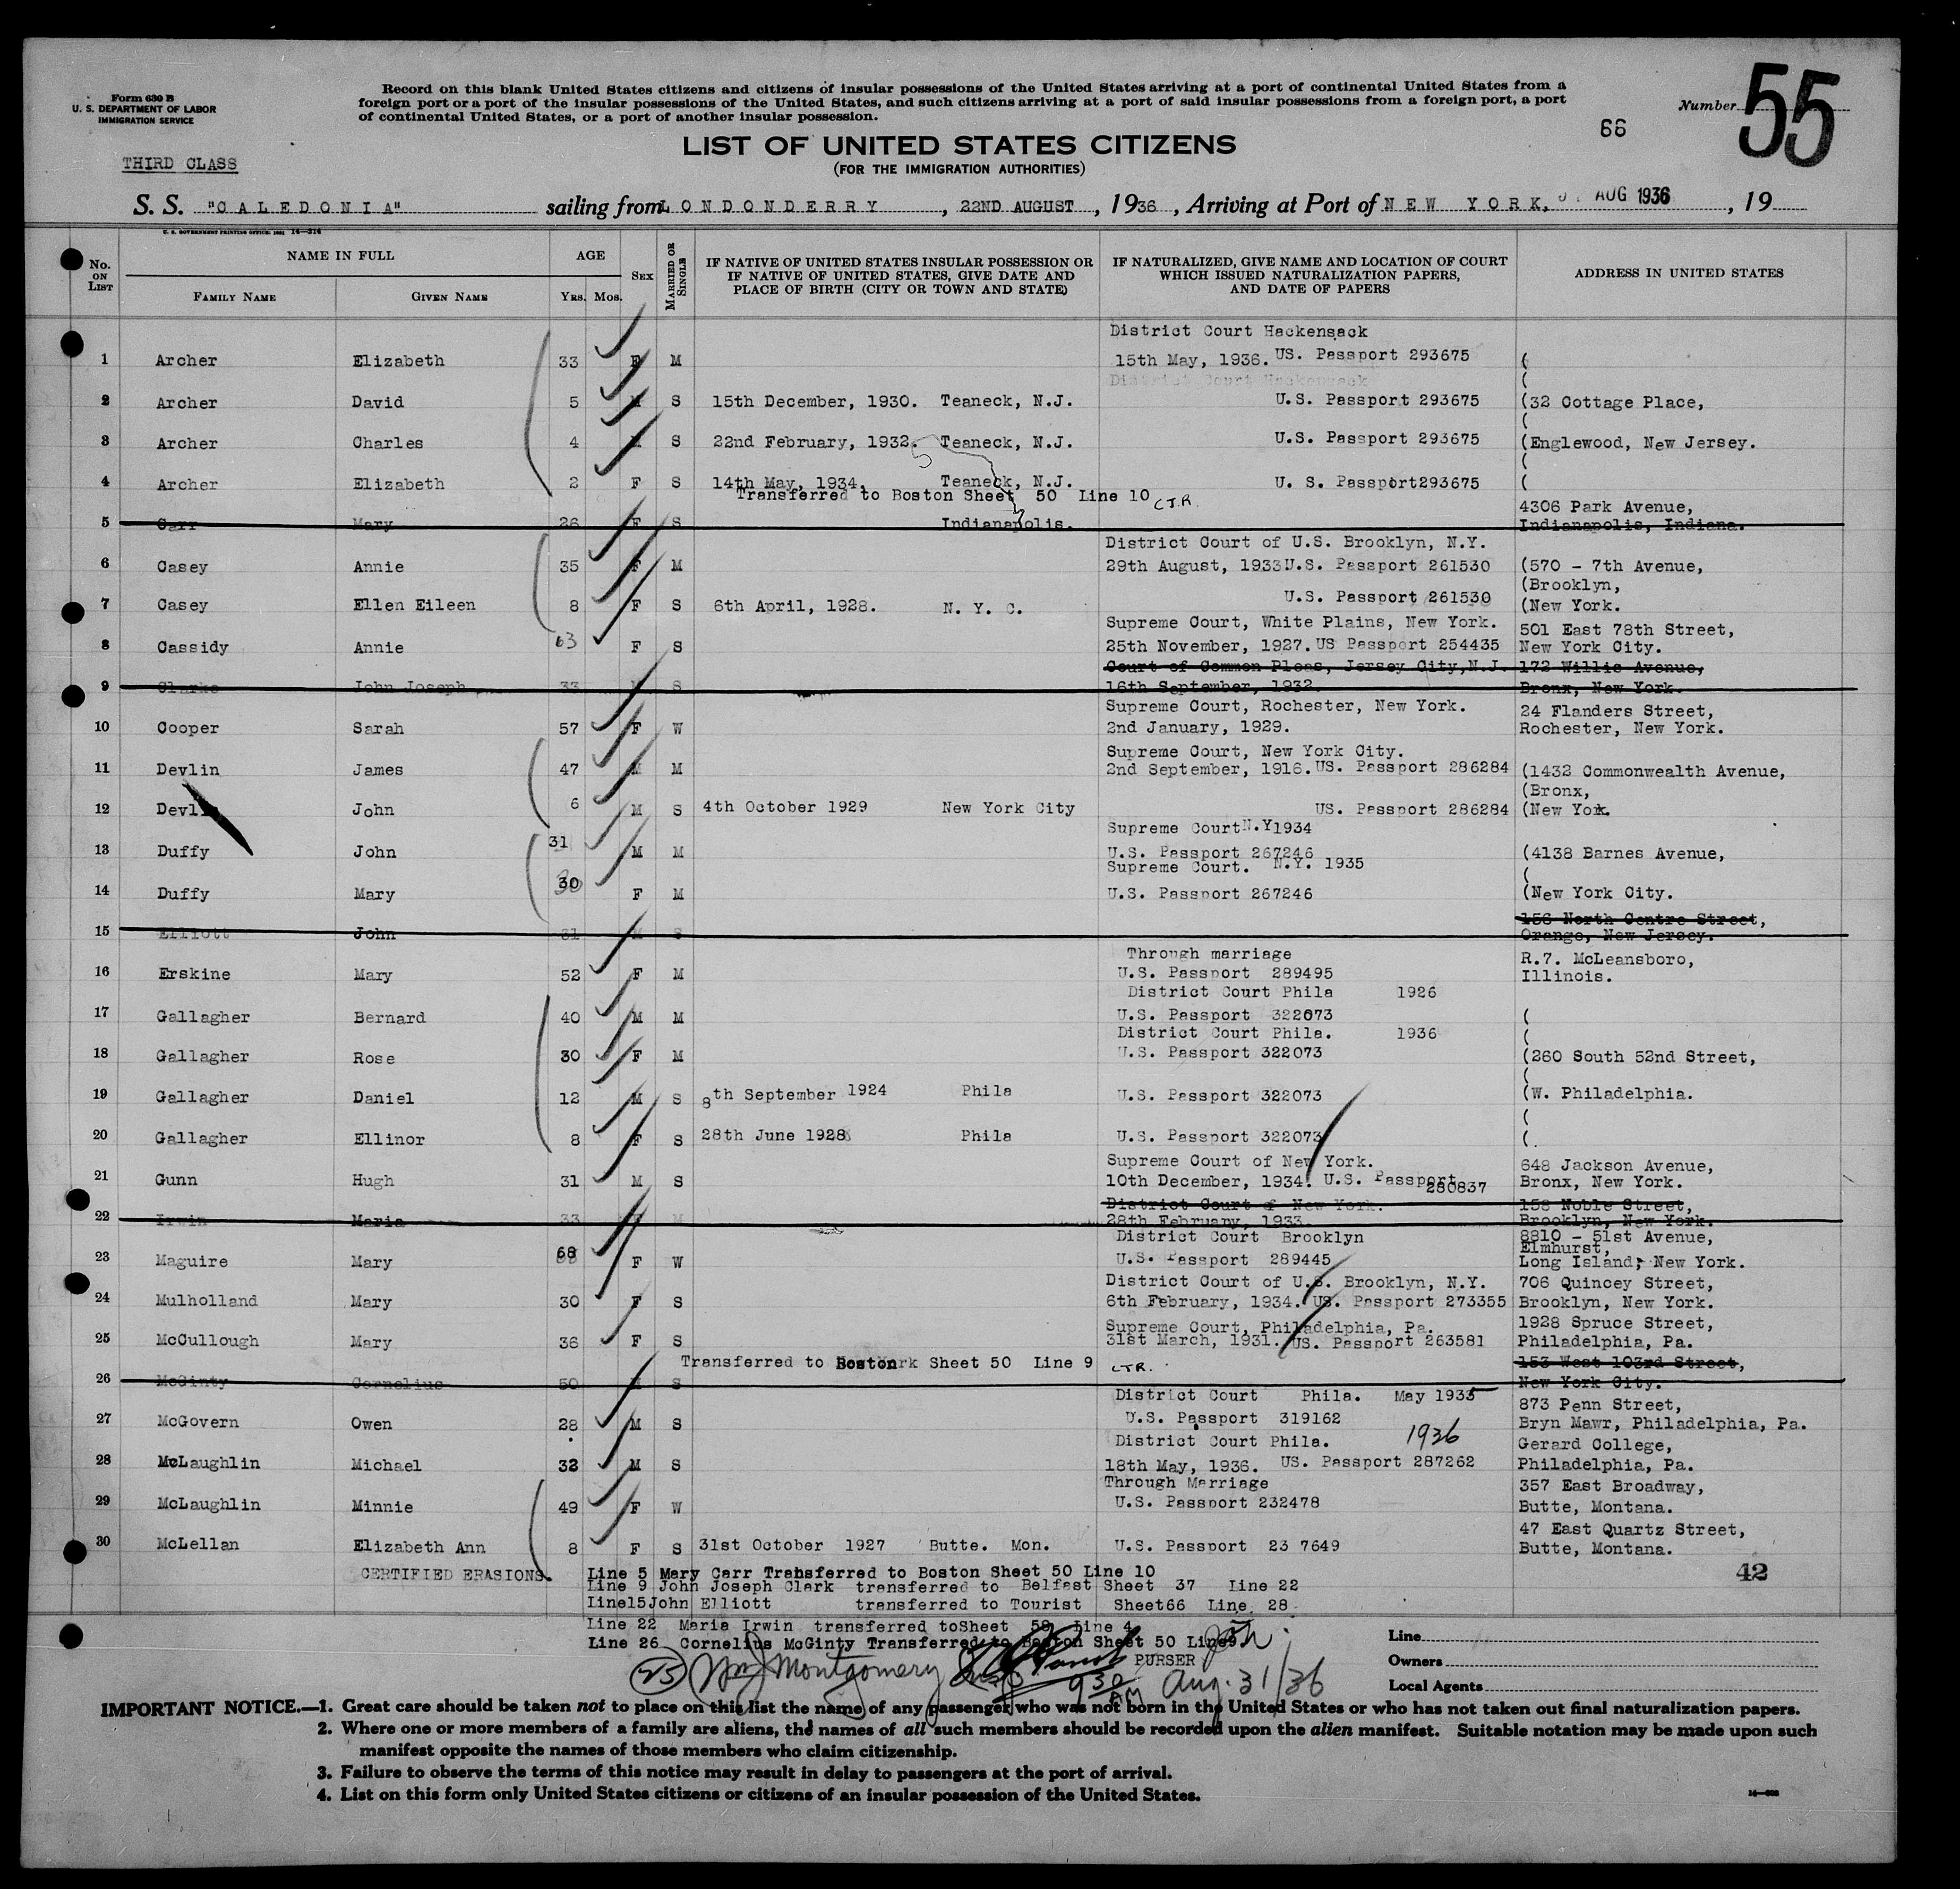 Form 630 B
U. S. DEPARTMENT OF LABOR
IMMIGRATION SERVICE
Record on this blank United States citizens and citizens of insular possessions of the United States arriving at a port of continental United States from a
foreign port or a port of the insular possessions of the United States, and such citizens arriving at a port of said insular possessions from a foreign port, a port
of continental United States, or a port of another insular possession.
Number 55
66
LIST OF UNITED STATES CITIZENS
(FOR THE IMMIGRATION AUTHORITIES)
THIRD CLASS
S. S. "CALEDONIA" sailing from LONDONDERRY, 22ND AUGUST, 1936, Arriving at Port of NEW YORK, AUG 1936, 19
U. S. GOVERNMENT PRINTING OFFICE: 1931 14—316
No. ON LIST
NAME IN FULL
FAMILY NAME
GIVEN NAME
AGE
YRS. MOS.
SEX
MARRIED OR SINGLE
IF NATIVE OF UNITED STATES INSULAR POSSESSION OR
IF NATIVE OF UNITED STATES, GIVE DATE AND
PLACE OF BIRTH (CITY OR TOWN AND STATE)
IF NATURALIZED, GIVE NAME AND LOCATION OF COURT
WHICH ISSUED NATURALIZATION PAPERS,
AND DATE OF PAPERS
ADDRESS IN UNITED STATES
District Court Hackensack
1 Archer Elizabeth 33 F M 15th May, 1936. US. Passport 293675 (
District Court Hackensack (
2 Archer David 5 M S 15th December, 1930. Teaneck, N.J. U.S. Passport 293675 (32 Cottage Place,
(
3 Archer Charles 4 M S 22nd February, 1932. Teaneck, N.J. U.S. Passport 293675 (Englewood, New Jersey.
(
4 Archer Elizabeth 2 F S 14th May, 1934. Teaneck, N.J. U. S. Passport293675 (
Transferred to Boston Sheet 50 Line 10 C.T.R.
4306 Park Avenue,
5 Carr Mary 26 F S Indianapolis. Indianapolis, Indiana.
District Court of U.S. Brooklyn, N.Y.
6 Casey Annie 35 F M 29th August, 1933U.S. Passport 261530 (570 - 7th Avenue,
(Brooklyn,
7 Casey Ellen Eileen 8 F S 6th April, 1928. N. Y. C. U.S. Passport 261530 (New York.
Supreme Court, White Plains, New York. 501 East 78th Street,
8 Cassidy Annie 63 F S 25th November, 1927. US Passport 254435 New York City.
Court of Common Pleas, Jersey City,N.J. 172 Willis Avenue,
9 Clarke John Joseph 33 M S 16th September, 1932. Bronx, New York.
Supreme Court, Rochester, New York. 24 Flanders Street,
10 Cooper Sarah 57 F W 2nd January, 1929. Rochester, New York.
Supreme Court, New York City.
11 Devlin James 47 M M 2nd September, 1916. US. Passport 286284 (1432 Commonwealth Avenue,
(Bronx,
12 Devlin John 6 M S 4th October 1929 New York City US. Passport 286284 (New York.
Supreme Court N.Y1934
13 Duffy John 31 M M U.S. Passport 267246 (4138 Barnes Avenue,
Supreme Court. N.Y. 1935 (
14 Duffy Mary 30 F M U.S. Passport 267246 (New York City.
156 North Centre Street,
15 Elliott John 31 M S Orange, New Jersey.
Through marriage R.7. McLeansboro,
16 Erskine Mary 52 F M U.S. Passport 289495 Illinois.
District Court Phila 1926
17 Gallagher Bernard 40 M M U.S. Passport 322073 (
District Court Phila. 1936 (
18 Gallagher Rose 30 F M U.S. Passport 322073 (260 South 52nd Street,
(
19 Gallagher Daniel 12 M S 8th September 1924 Phila U.S. Passport 322073 (W. Philadelphia.
(
20 Gallagher Ellinor 8 F S 28th June 1928 Phila U.S. Passport 322073 (
Supreme Court of New York. 648 Jackson Avenue,
21 Gunn Hugh 31 M S 10th December, 1934. U.S. Passport 280837 Bronx, New York.
District Court of New York. 158 Noble Street,
22 Irwin Maria 33 F M 28th February, 1933. Brooklyn, New York.
District Court Brooklyn 8810 - 51st Avenue,
Elmhurst,
23 Maguire Mary 68 F W U.S. Passport 289445 Long Island, New York.
District Court of U.S. Brooklyn, N.Y. 706 Quincey Street,
24 Mulholland Mary 30 F S 6th February, 1934. US. Passport 273355 Brooklyn, New York.
Supreme Court, Philadelphia, Pa. 1928 Spruce Street,
25 McCullough Mary 36 F S 31st March, 1931. US. Passport 263581 Philadelphia, Pa.
Transferred to Boston Sheet 50 Line 9 C.T.R. 153 West 103rd Street,
26 McGinty Cornelius 50 M S New York City.
District Court Phila. May 1935 873 Penn Street,
27 McGovern Owen 28 M S U.S. Passport 319162 Bryn Mawr, Philadelphia, Pa.
District Court Phila. 1936 Gerard College,
28 McLaughlin Michael 33 M S 18th May, 1936. US. Passport 287262 Philadelphia, Pa.
Through Marriage 357 East Broadway,
29 McLaughlin Minnie 49 F W U.S. Passport 232478 Butte, Montana.
47 East Quartz Street,
30 McLellan Elizabeth Ann 8 F S 31st October 1927 Butte. Mon. U.S. Passport 23 7649 Butte, Montana.
CERTIFIED ERASIONS. Line 5 Mary Carr Transferred to Boston Sheet 50 Line 10
42
Line 9 John Joseph Clark transferred to Belfast Sheet 37 Line 22
Line15John Elliott transferred to Tourist Sheet66 Line. 28
Line 22 Maria Irwin transferred toSheet 58 Line 4
Line 26 Cornelius McGinty Transferred to Boston Sheet 50 Line9
PURSER
25 Wm J Montgomery Insp 9 30 AM Aug. 31/36
Line
Owners
Local Agents
IMPORTANT NOTICE.—1. Great care should be taken not to place on this list the name of any passenger who was not born in the United States or who has not taken out final naturalization papers.
2. Where one or more members of a family are aliens, the names of all such members should be recorded upon the alien manifest. Suitable notation may be made upon such
manifest opposite the names of those members who claim citizenship.
3. Failure to observe the terms of this notice may result in delay to passengers at the port of arrival.
4. List on this form only United States citizens or citizens of an insular possession of the United States.